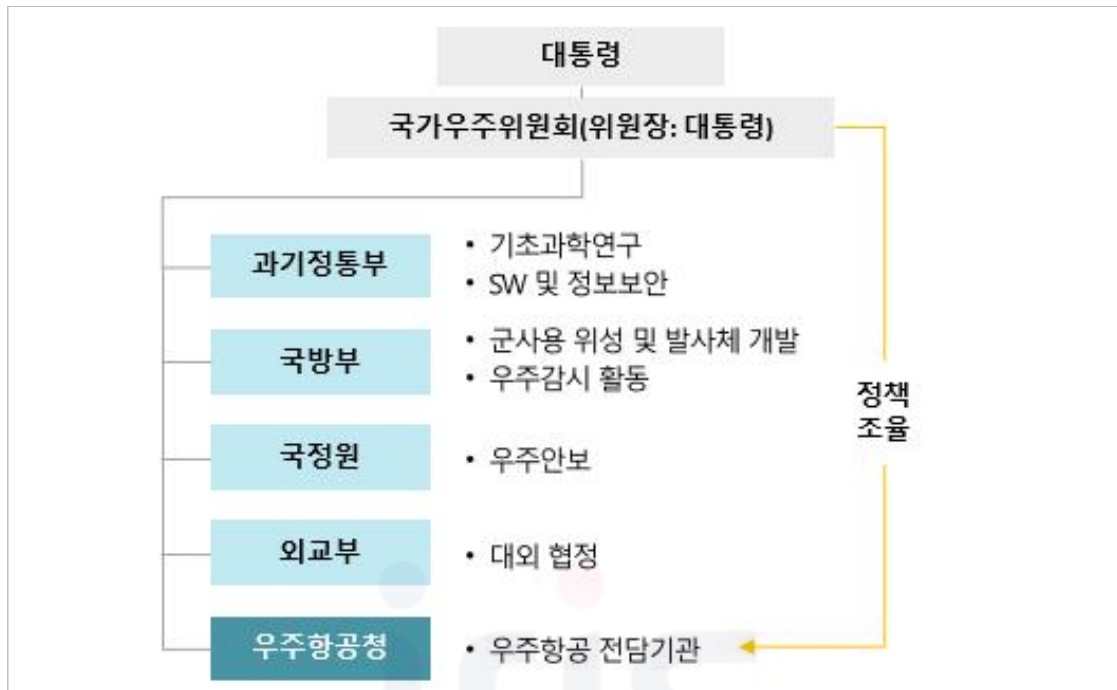 대통령
국가우주위원회(위원장: 대통령)
과기정통부
• 기초과학연구
• SW 및 정보보안
국방부
• 군사용 위성 및 발사체 개발
• 우주감시 활동
국정원
• 우주안보
외교부
• 대외 협정
우주항공청
• 우주항공 전담기관
정책
조율